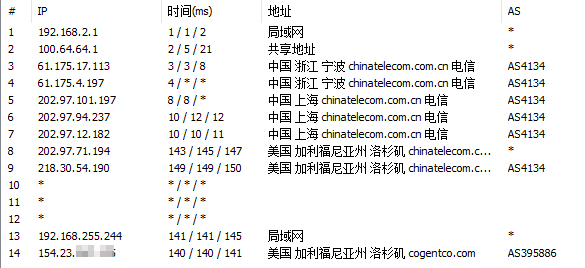 # IP 时间(ms) 地址 AS
1 192.168.2.1 1 / 1 / 2 局域网 *
2 100.64.64.1 2 / 5 / 21 共享地址 *
3 61.175.17.113 3 / 3 / 8 中国 浙江 宁波 chinatelecom.com.cn 电信 AS4134
4 61.175.4.197 4 / * / * 中国 浙江 宁波 chinatelecom.com.cn 电信 AS4134
5 202.97.101.197 8 / 8 / * 中国 上海 chinatelecom.com.cn 电信 AS4134
6 202.97.94.237 10 / 12 / 12 中国 上海 chinatelecom.com.cn 电信 AS4134
7 202.97.12.182 10 / 10 / 11 中国 上海 chinatelecom.com.cn 电信 AS4134
8 202.97.71.194 143 / 145 / 147 美国 加利福尼亚州 洛杉矶 chinatelecom.c... *
9 218.30.54.190 149 / 149 / 150 美国 加利福尼亚州 洛杉矶 chinatelecom.c... AS4134
10 * * / * / *
11 * * / * / *
12 * * / * / *
13 192.168.255.244 141 / 141 / 145 局域网 *
14 154.23. 140 / 140 / 141 美国 加利福尼亚州 洛杉矶 cogentco.com AS395886